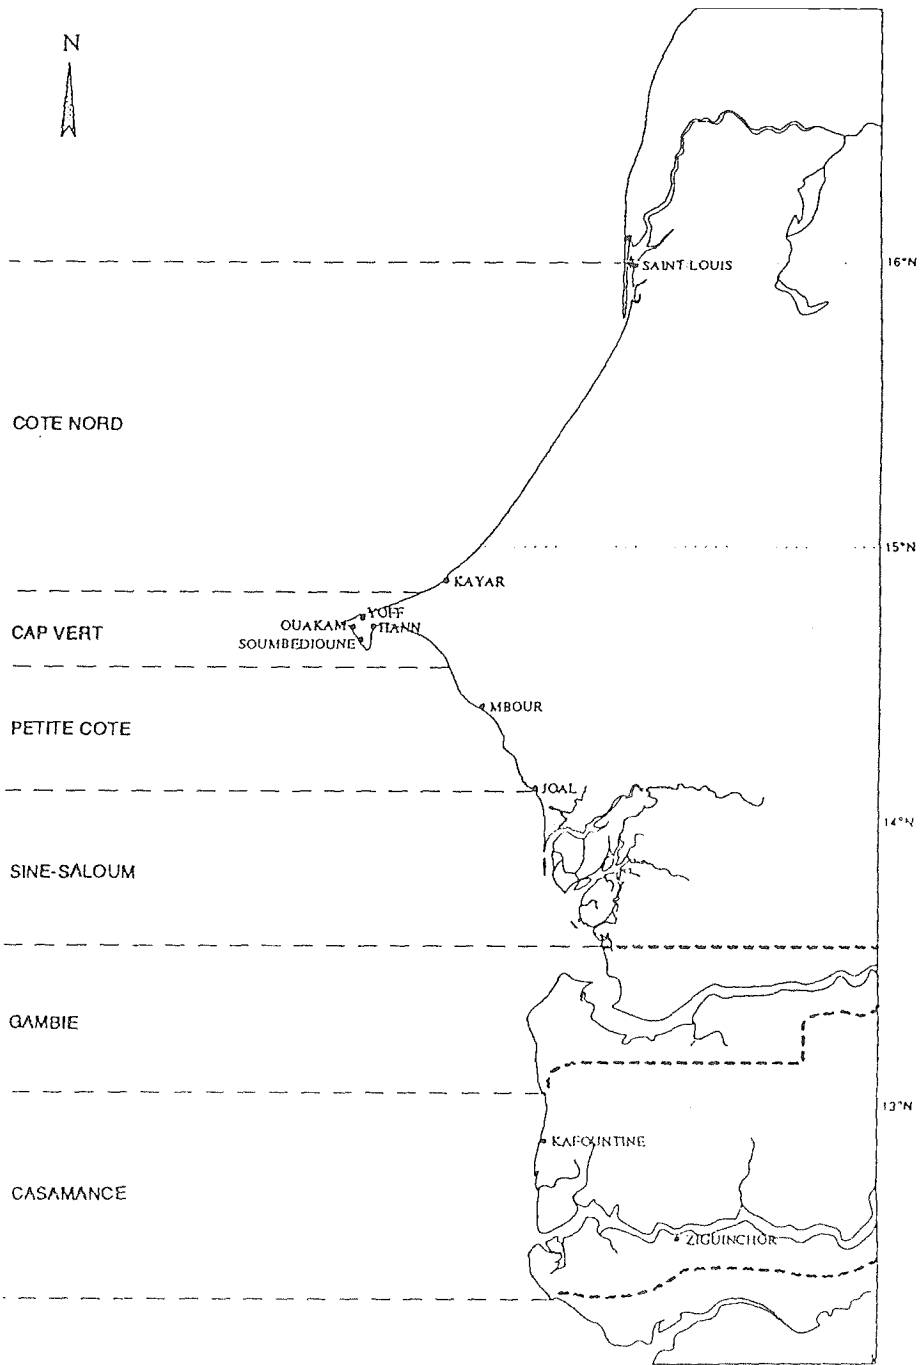 N
SAINT-LOUIS
16°N
COTE NORD
15°N
KAYAR
YOFF
OUAKAM
HANN
CAP VERT
SOUMBEDIOUNE
MBOUR
PETITE COTE
JOAL
14°N
SINE-SALOUM
GAMBIE
13°N
KAFOUNTINE
CASAMANCE
ZIGUINCHOR